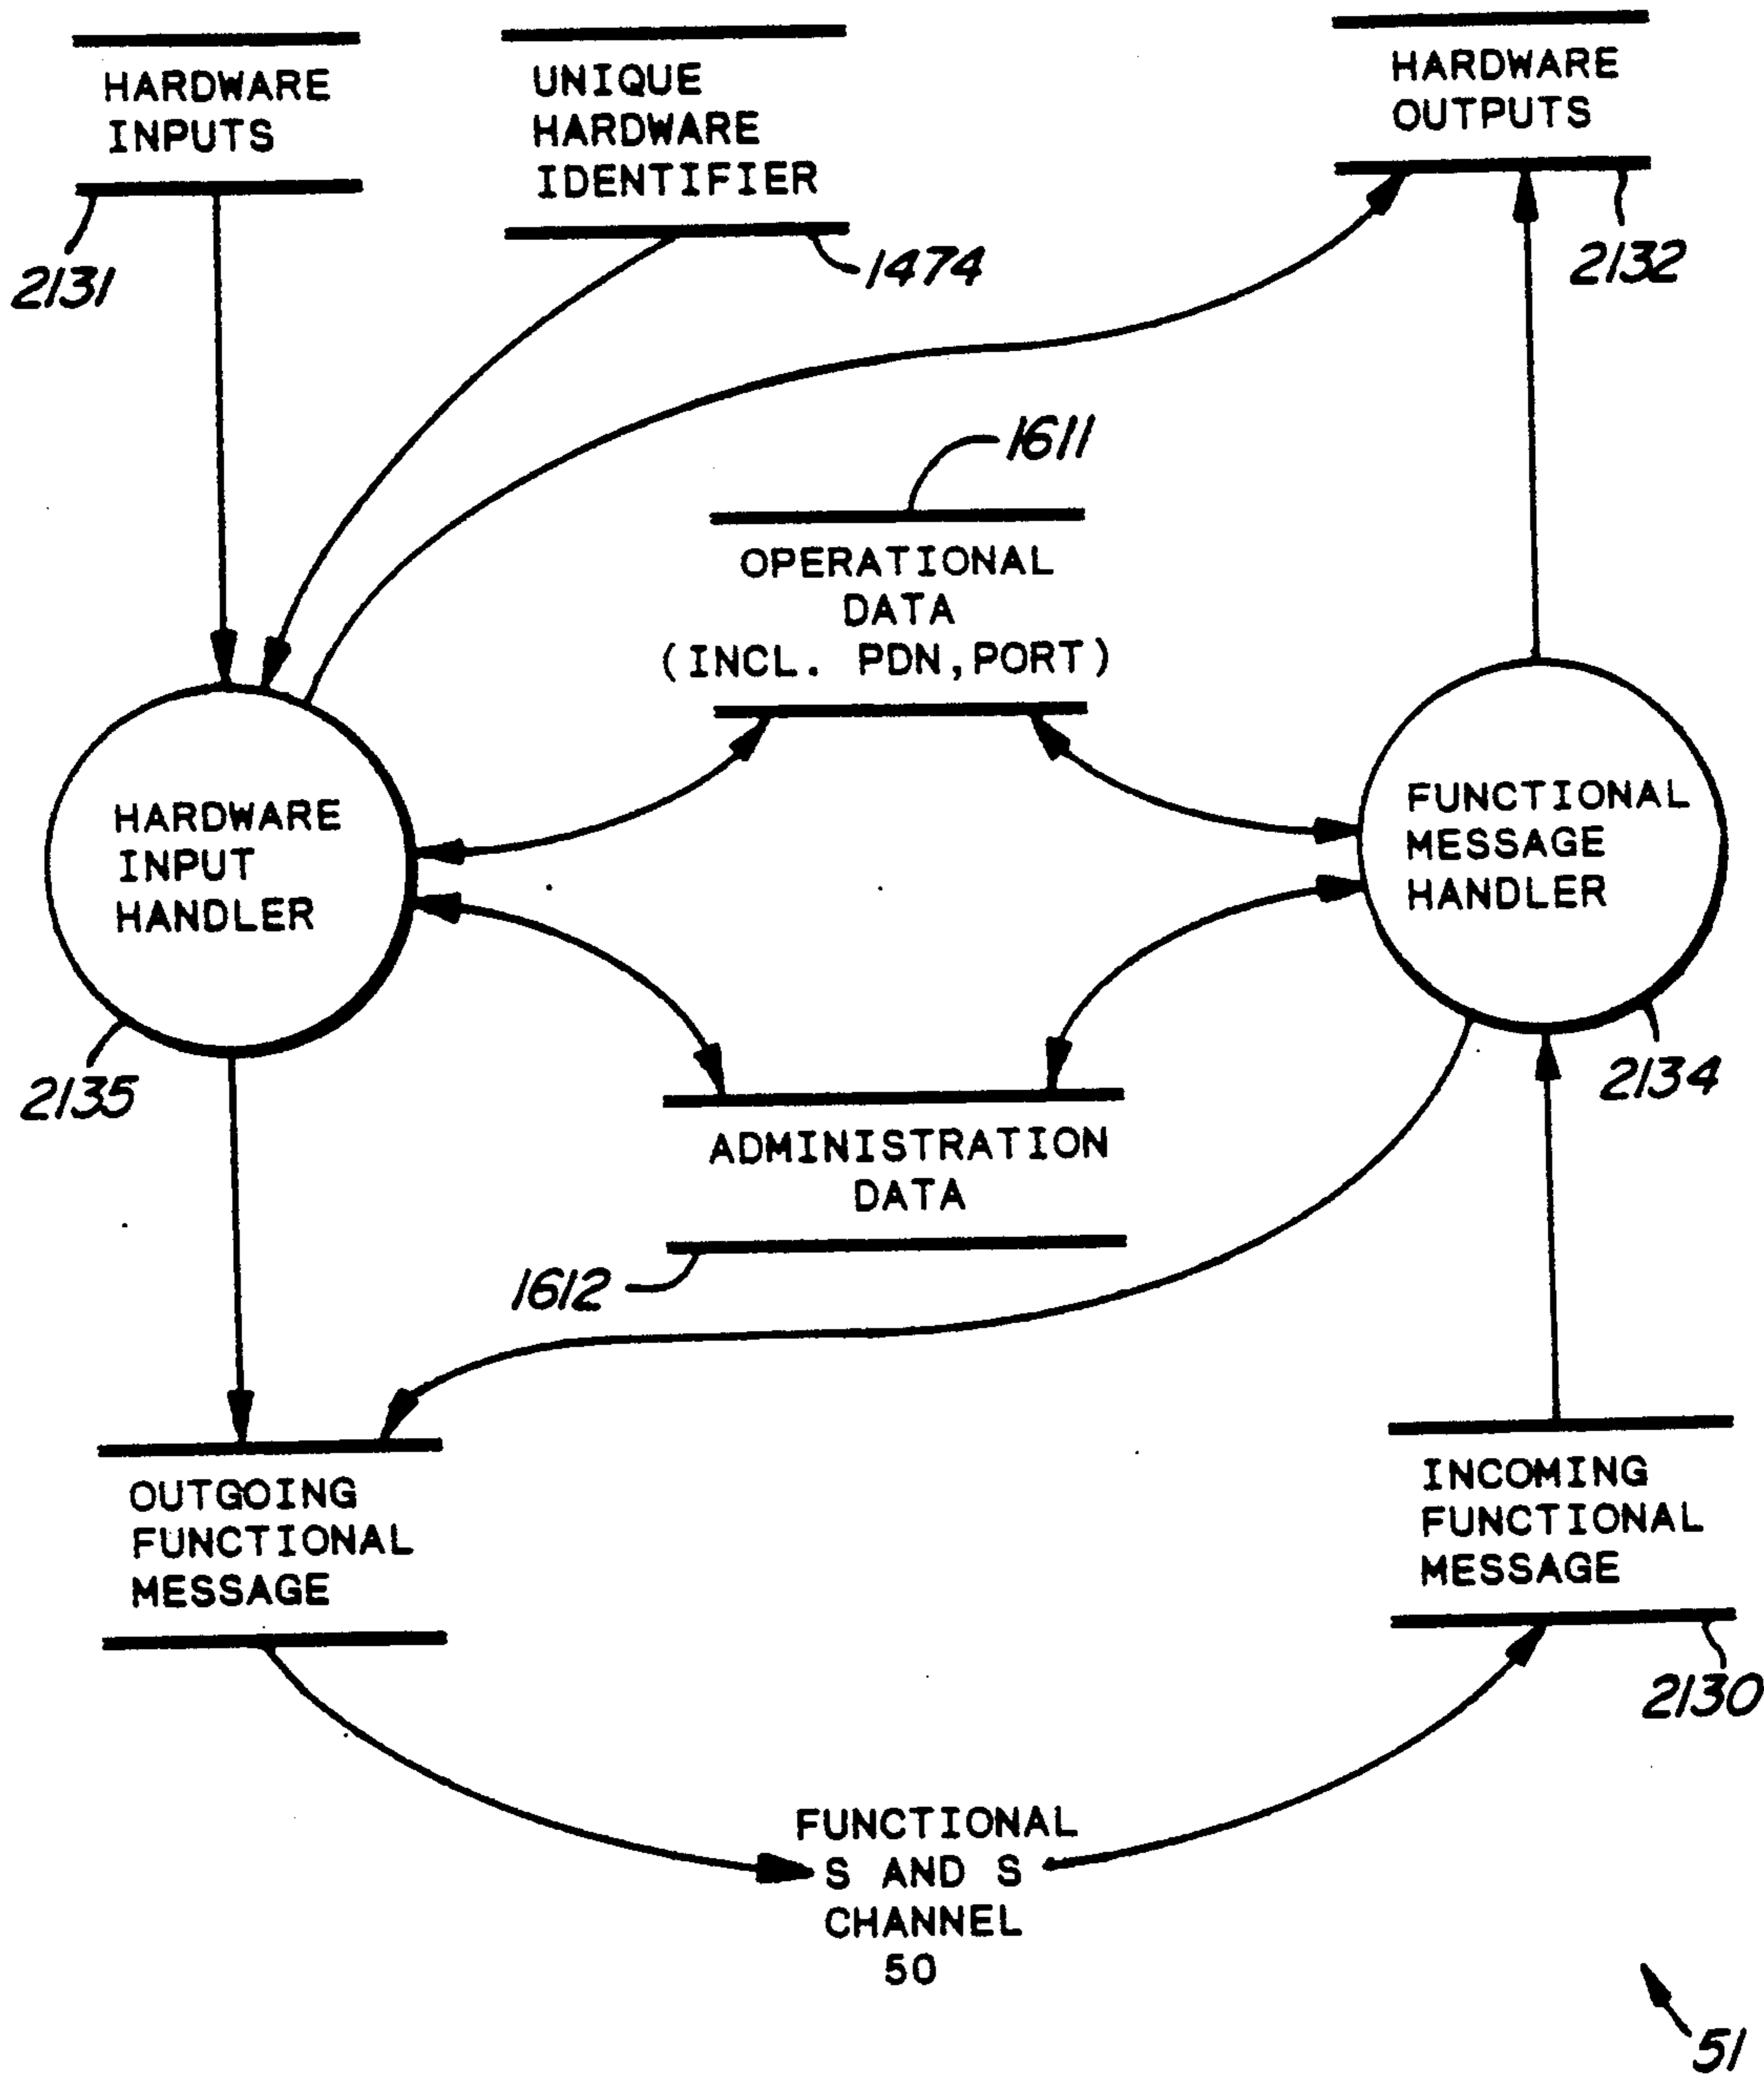 HARDWARE
INPUTS
2131
UNIQUE
HARDWARE
IDENTIFIER
1474
HARDWARE
OUTPUTS
2132
1611
OPERATIONAL
DATA
(INCL. PDN,PORT)
HARDWARE
INPUT
HANDLER
2135
FUNCTIONAL
MESSAGE
HANDLER
2134
ADMINISTRATION
DATA
1612
OUTGOING
FUNCTIONAL
MESSAGE
INCOMING
FUNCTIONAL
MESSAGE
2130
FUNCTIONAL
S AND S
CHANNEL
50
51